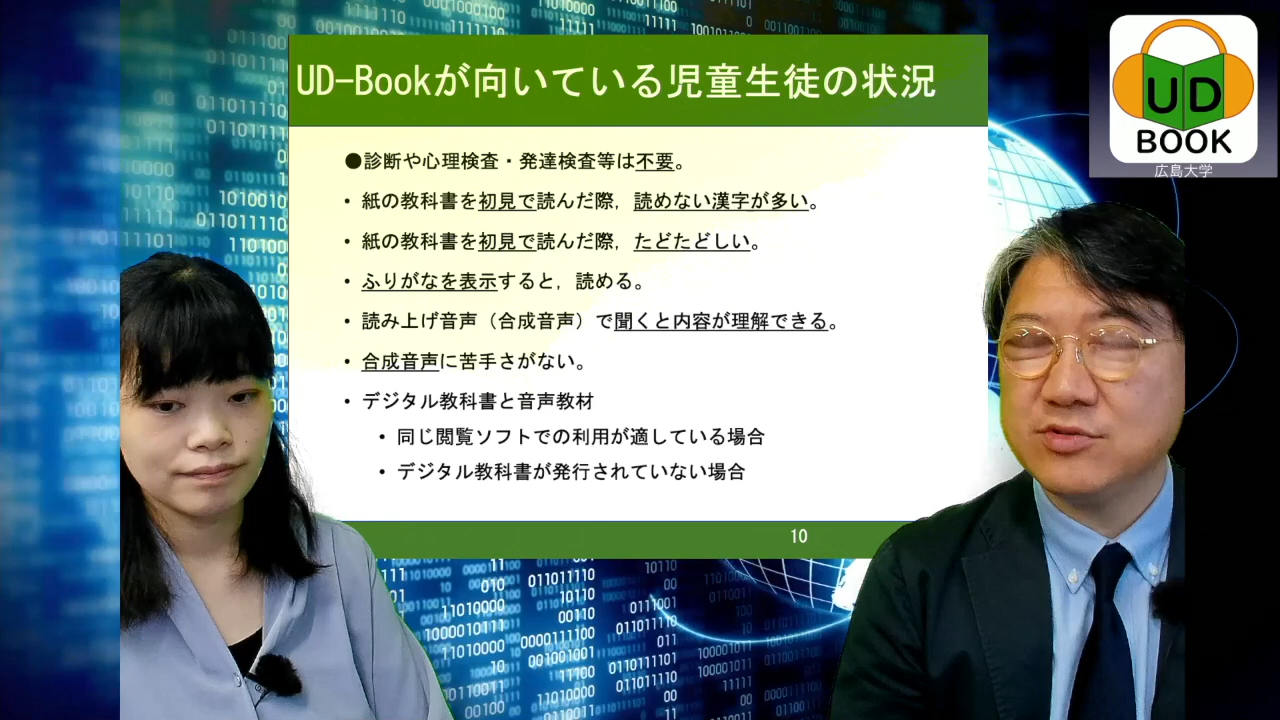 UD-Bookが向いている児童生徒の状況
UD
BOOK
広島大学
●診断や心理検査・発達検査等は不要。
・紙の教科書を初見で読んだ際，読めない漢字が多い。
・紙の教科書を初見で読んだ際，たどたどしい。
・ふりがなを表示すると，読める。
・読み上げ音声（合成音声）で聞くと内容が理解できる。
・合成音声に苦手さがない。
・デジタル教科書と音声教材
・同じ閲覧ソフトでの利用が適している場合
・デジタル教科書が発行されていない場合
10